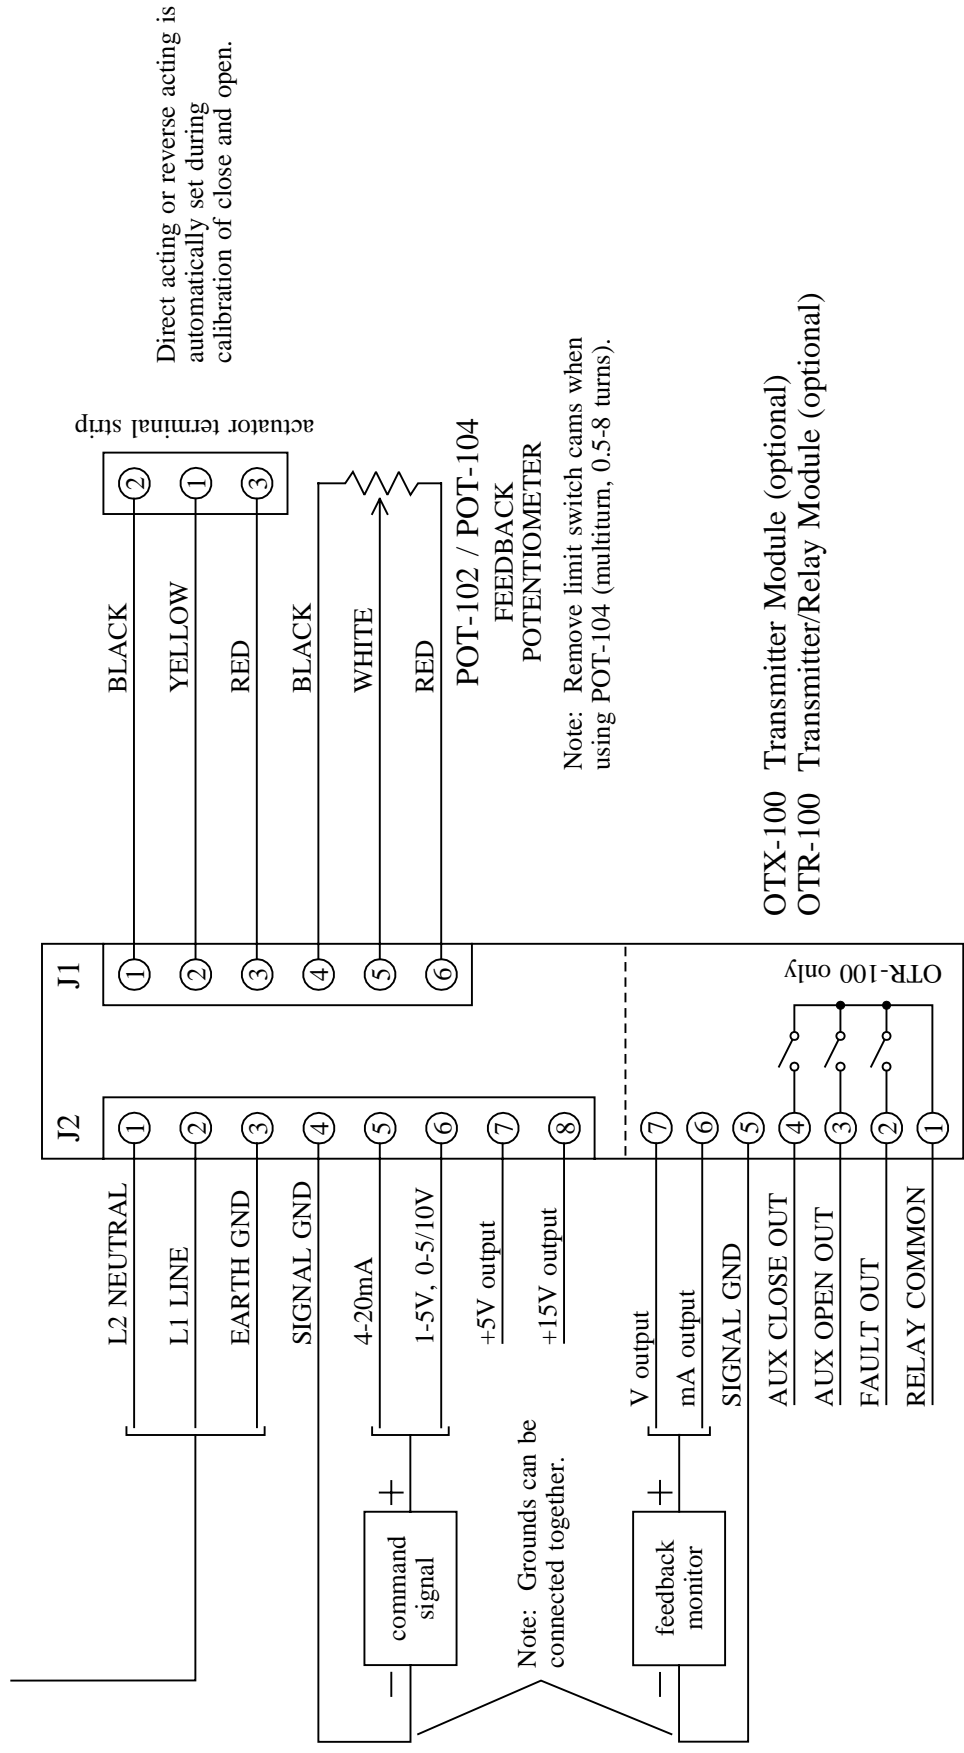 Direct acting or reverse acting is
automatically set during
calibration of close and open.
actuator terminal strip
2
1
3
BLACK
YELLOW
RED
BLACK
WHITE
RED
POT-102 / POT-104
FEEDBACK
POTENTIOMETER
Note: Remove limit switch cams when
using POT-104 (multiturn, 0.5-8 turns).
OTX-100 Transmitter Module (optional)
OTR-100 Transmitter/Relay Module (optional)
J1
1
2
3
4
5
6
OTR-100 only
J2
1
2
3
4
5
6
7
8
7
6
5
4
3
2
1
L2 NEUTRAL
L1 LINE
EARTH GND
SIGNAL GND
4-20mA
1-5V, 0-5/10V
+5V output
+15V output
V output
mA output
SIGNAL GND
AUX CLOSE OUT
AUX OPEN OUT
FAULT OUT
RELAY COMMON
+
command
signal
−
Note: Grounds can be
connected together.
+
feedback
monitor
−